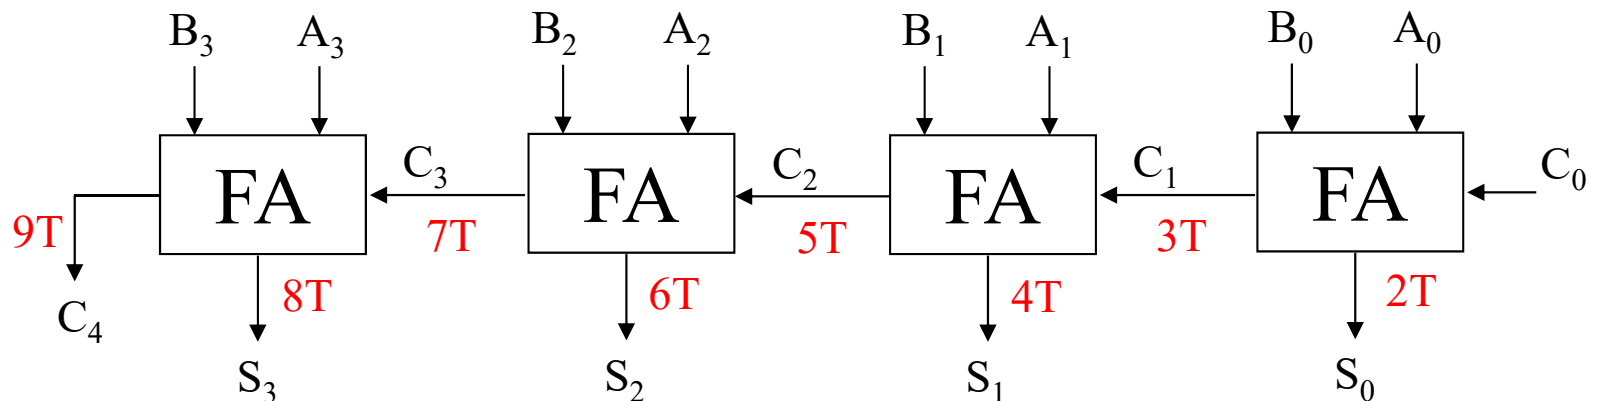 B₃ A₃ B₂ A₂ B₁ A₁ B₀ A₀
FA C₃ FA C₂ FA C₁ FA C₀
9T 7T 5T 3T
8T 6T 4T 2T
C₄
S₃ S₂ S₁ S₀